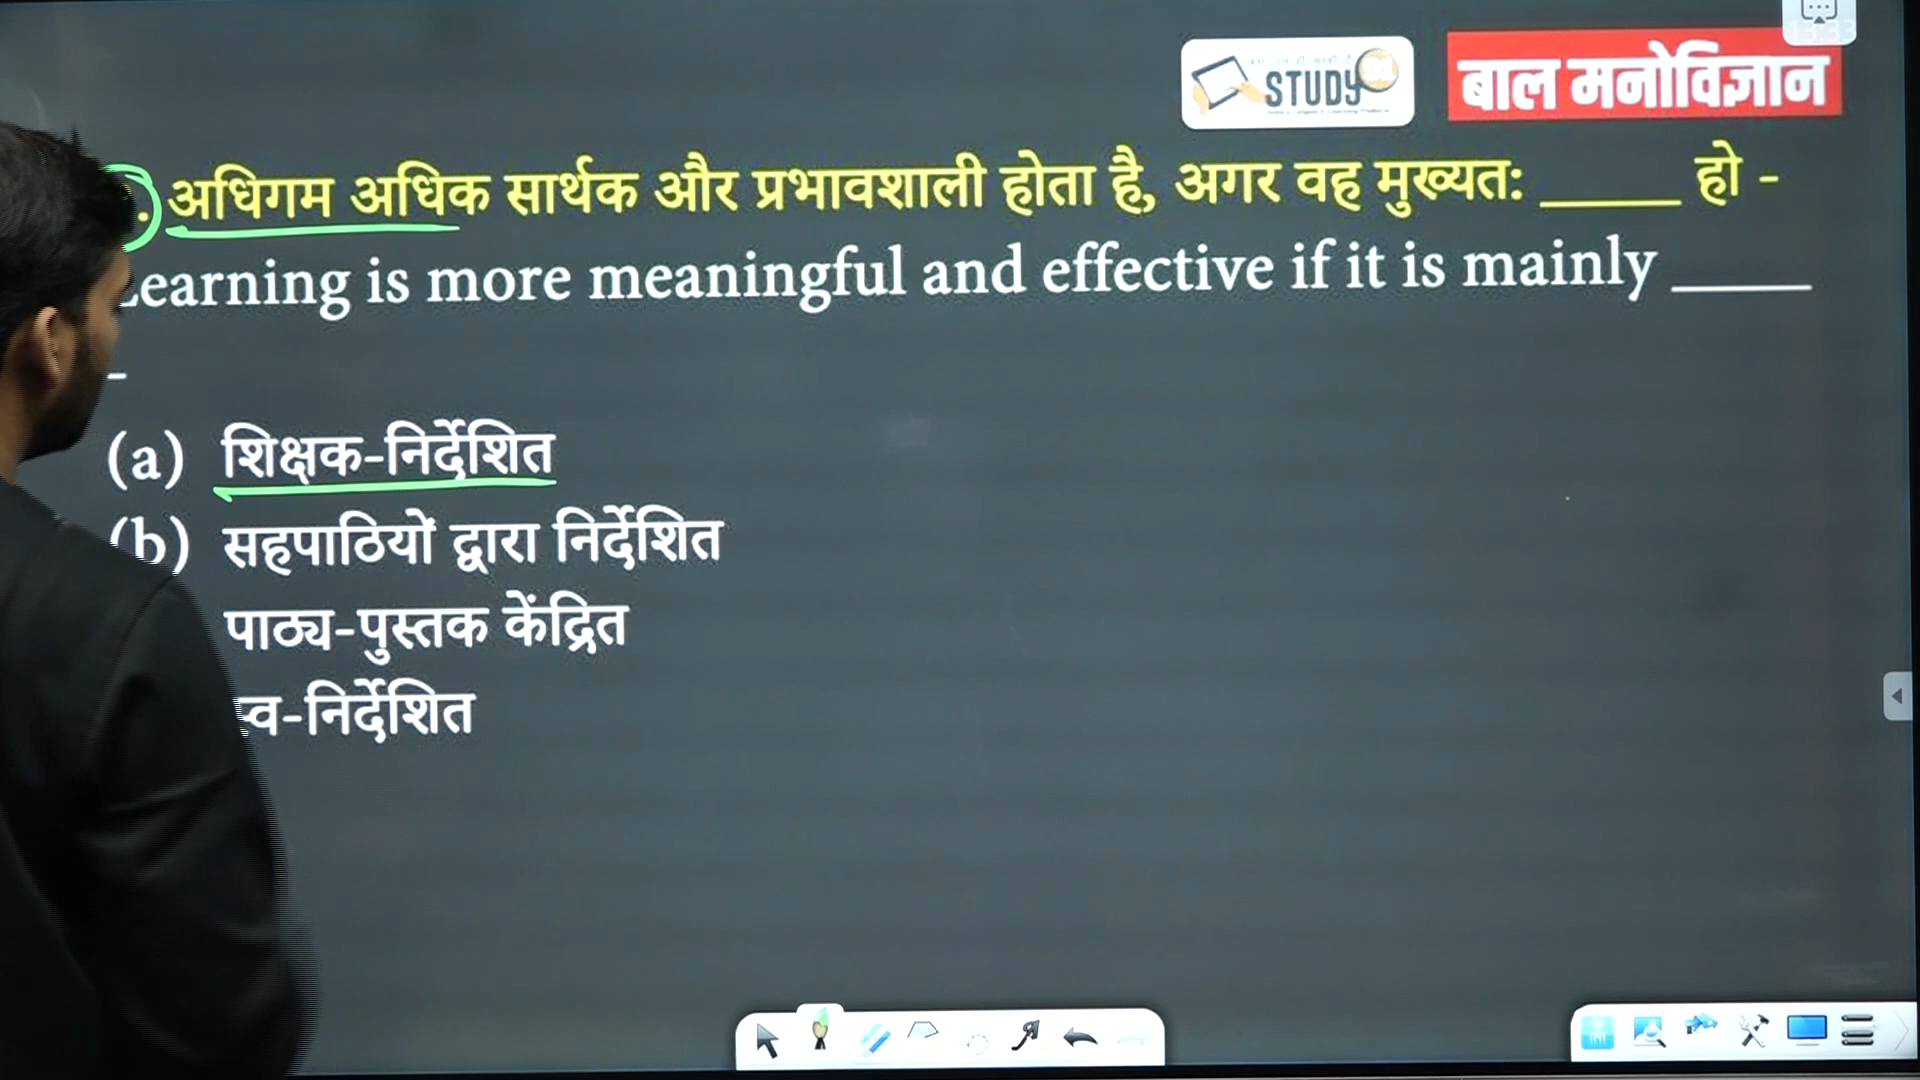 STUDY
बाल मनोविज्ञान
. अधिगम अधिक सार्थक और प्रभावशाली होता है, अगर वह मुख्यत: _____ हो -
Learning is more meaningful and effective if it is mainly _____
-
(a) शिक्षक-निर्देशित
(b) सहपाठियों द्वारा निर्देशित
पाठ्य-पुस्तक केंद्रित
स्व-निर्देशित